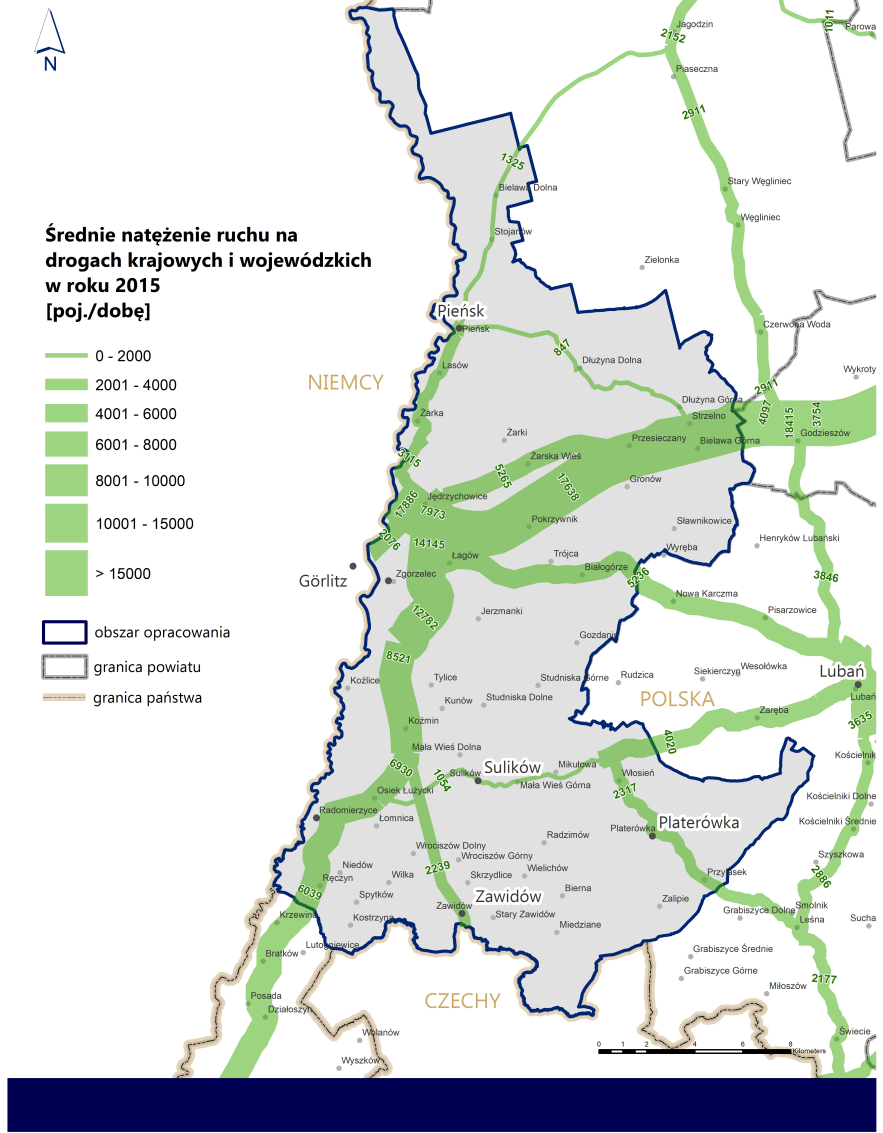 N
Średnie natężenie ruchu na
drogach krajowych i wojewódzkich
w roku 2015
[poj./dobę]
0 - 2000
2001 - 4000
4001 - 6000
6001 - 8000
8001 - 10000
10001 - 15000
> 15000
obszar opracowania
granica powiatu
granica państwa
Jagodzin
2152
1011
Parowa
Piaseczna
2911
1325
Stary Węgliniec
Bielawa Dolna
Węgliniec
Stojanów
Zielonka
Pieńsk
Pieńsk
Czerwona Woda
847
Dłużyna Dolna
Lasów
NIEMCY
Wykroty
2911
Dłużyna Górna
4097
18415
3754
Żarka
Strzelno
Żarki
Przesieczany
Bielawa Górna
Godzieszów
3115
Żarska Wieś
5265
17638
Gronów
17886
Jędrzychowice
7973
Pokrzywnik
Sławnikowice
2076
14145
Henryków Lubański
Wyręba
Łagów
Trójca
Białogórze
5236
3846
Görlitz
Zgorzelec
Nowa Karczma
12782
Jerzmanki
Pisarzowice
Gozdanin
8521
Lubań
Lubań
Koźlice
Tylice
Studniska Górne
Rudzica
Siekierczyn
Wesołówka
Kunów
Studniska Dolne
POLSKA
Zaręba
3635
Koźmin
4020
Mała Wieś Dolna
Kościelnik
6930
1054
Sulików
Sulików
Mikułowa
Włosień
Mała Wieś Górna
2317
Osiek Łużycki
Kościelniki Dolne
Radomierzyce
Łomnica
Platerówka
Platerówka
Kościelniki Średnie
Radzimów
Wrociszów Dolny
Wrociszów Górny
Szyszkowa
Niedów
2239
Wilka
Skrzydlice
Wielichów
Przylasek
2886
Ręczyn
6039
Spytków
Bierna
Zawidów
Zawidów
Zalipie
Smolnik
Grabiszyce Dolne
Krzewina
Kostrzyna
Stary Zawidów
Leśna
Sucha
Miedziane
Lutogniewice
Bratków
Grabiszyce Średnie
Grabiszyce Górne
2177
Posada
CZECHY
Miłoszów
Działoszyn
Wolanów
Świecie
0 1 2 4 6 8
Kilometers
Wyszków